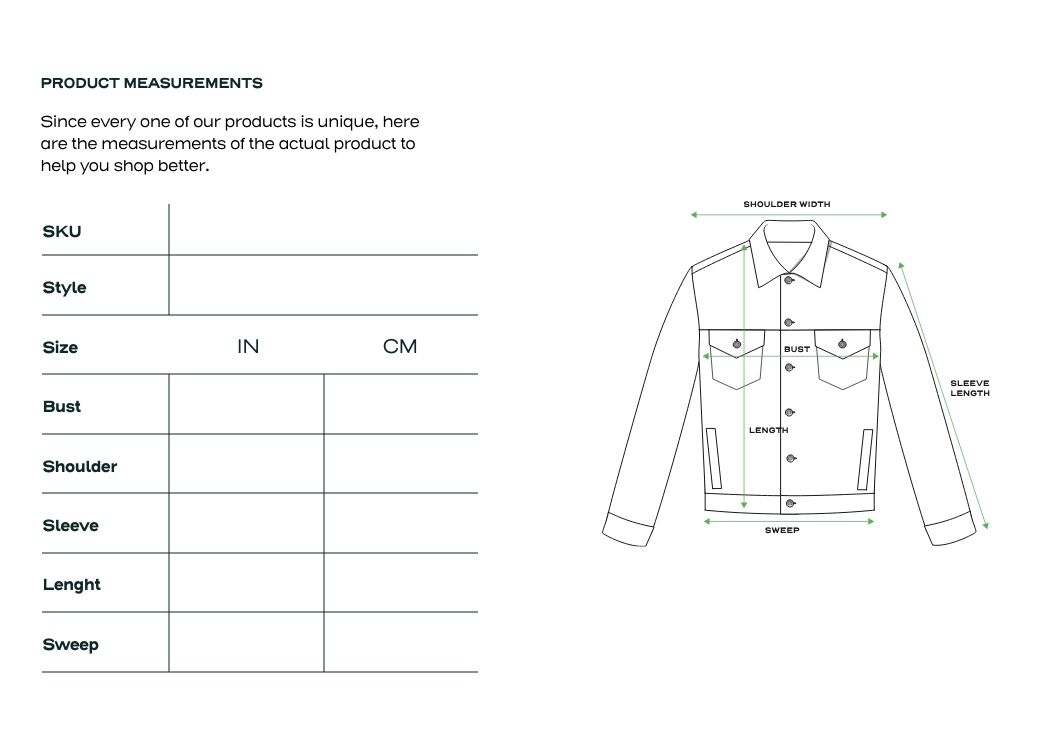 PRODUCT MEASUREMENTS
Since every one of our products is unique, here
are the measurements of the actual product to
help you shop better.
SKU
Style
Size IN CM
Bust
Shoulder
Sleeve
Lenght
Sweep
SHOULDER WIDTH
BUST
SLEEVE
LENGTH
LENGTH
SWEEP